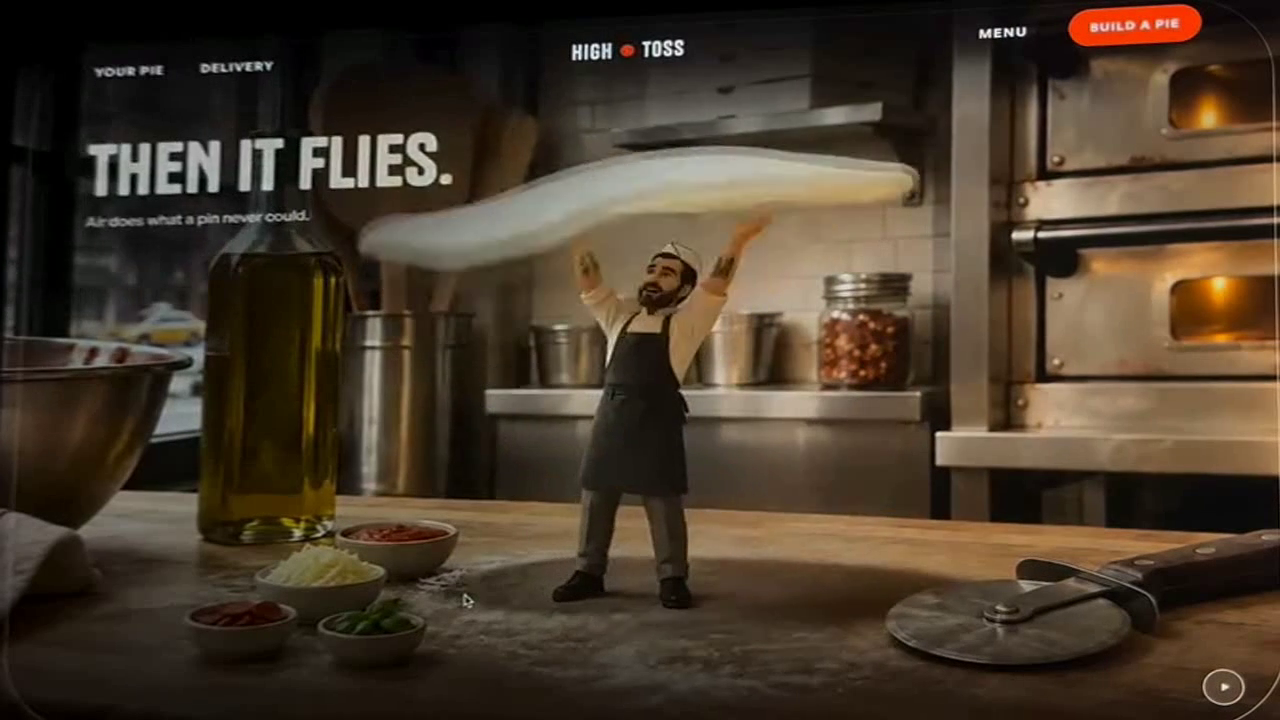 YOUR PIE
DELIVERY
HIGH TOSS
MENU
BUILD A PIE
THEN IT FLIES.
Air does what a pin never could.